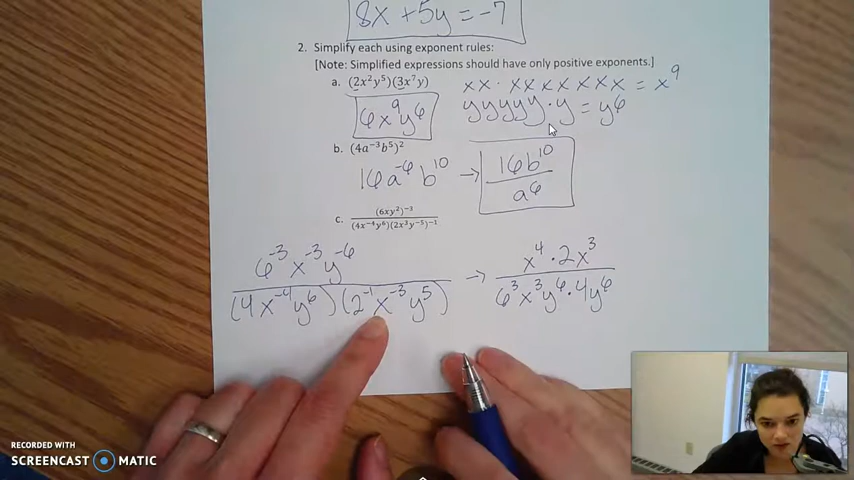 8x + 5y = -7
2. Simplify each using exponent rules:
[Note: Simplified expressions should have only positive exponents.]
a. (2x²y⁵)(3x⁷y)
xx · xxxxxxx = x⁹
6x⁹y⁶
yyyyy · y = y⁶
b. (4a⁻³b⁵)²
16a⁻⁶b¹⁰ → 16b¹⁰/a⁶
c. (6xy²)⁻³/(4x⁻⁴y⁶)(2x³y⁻⁵)⁻¹
6⁻³x⁻³y⁻⁶/(4x⁻⁴y⁶)(2⁻¹x⁻³y⁵) → x⁴ · 2x³/6³x³y⁶ · 4y⁶
RECORDED WITH
SCREENCAST MATIC